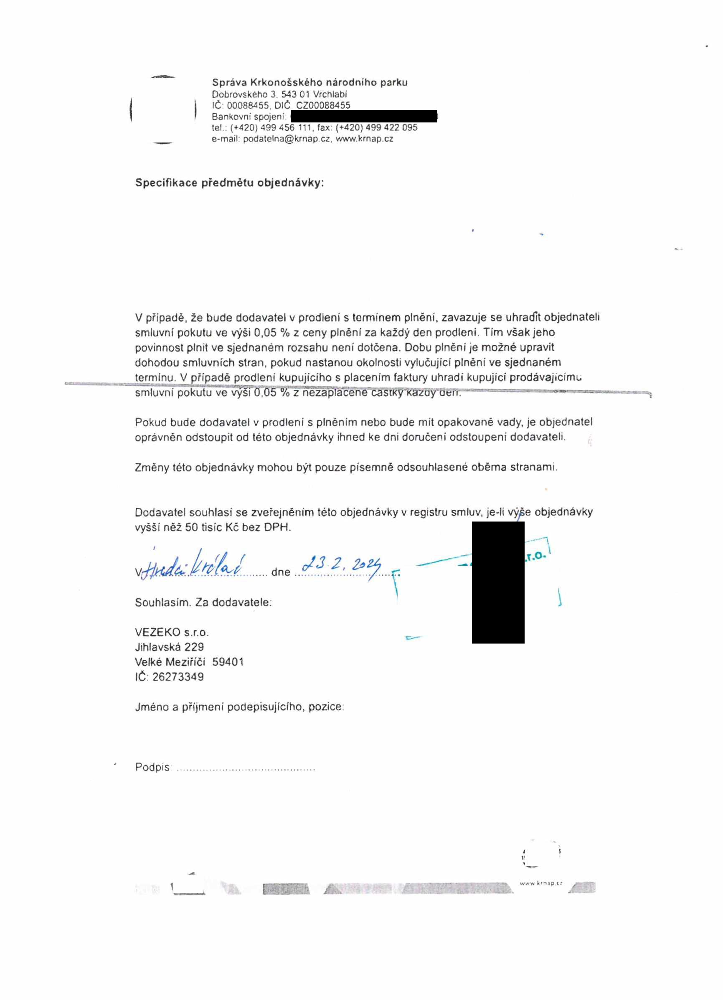 Správa Krkonošského národního parku
Dobrovského 3, 543 01 Vrchlabí
IČ: 00088455, DIČ CZ00088455
Bankovní spojení:
tel.: (+420) 499 456 111, fax: (+420) 499 422 095
e-mail: podatelna@krnap.cz, www.krnap.cz
Specifikace předmětu objednávky:
V případě, že bude dodavatel v prodlení s termínem plnění, zavazuje se uhradit objednateli
smluvní pokutu ve výši 0,05 % z ceny plnění za každý den prodlení. Tím však jeho
povinnost plnit ve sjednaném rozsahu není dotčena. Dobu plnění je možné upravit
dohodou smluvních stran, pokud nastanou okolnosti vylučující plnění ve sjednaném
termínu. V případě prodlení kupujícího s placením faktury uhradí kupující prodávajícímu
smluvní pokutu ve výši 0,05 % z nezaplacené částky každý den.
Pokud bude dodavatel v prodlení s plněním nebo bude mít opakovaně vady, je objednatel
oprávněn odstoupit od této objednávky ihned ke dni doručení odstoupení dodavateli.
Změny této objednávky mohou být pouze písemně odsouhlasené oběma stranami.
Dodavatel souhlasí se zveřejněním této objednávky v registru smluv, je-li výše objednávky
vyšší něž 50 tisíc Kč bez DPH.
.r.o.
V Hradci Králové dne 23.2.2024
Souhlasím. Za dodavatele:
VEZEKO s.r.o.
Jihlavská 229
Velké Meziříčí 59401
IČ: 26273349
Jméno a příjmení podepisujícího, pozice:
Podpis:
www.krnap.cz